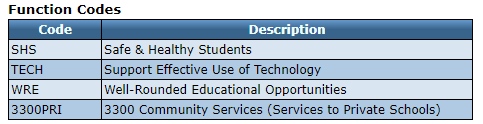 Function Codes
Code Description
SHS Safe & Healthy Students
TECH Support Effective Use of Technology
WRE Well-Rounded Educational Opportunities
3300PRI 3300 Community Services (Services to Private Schools)